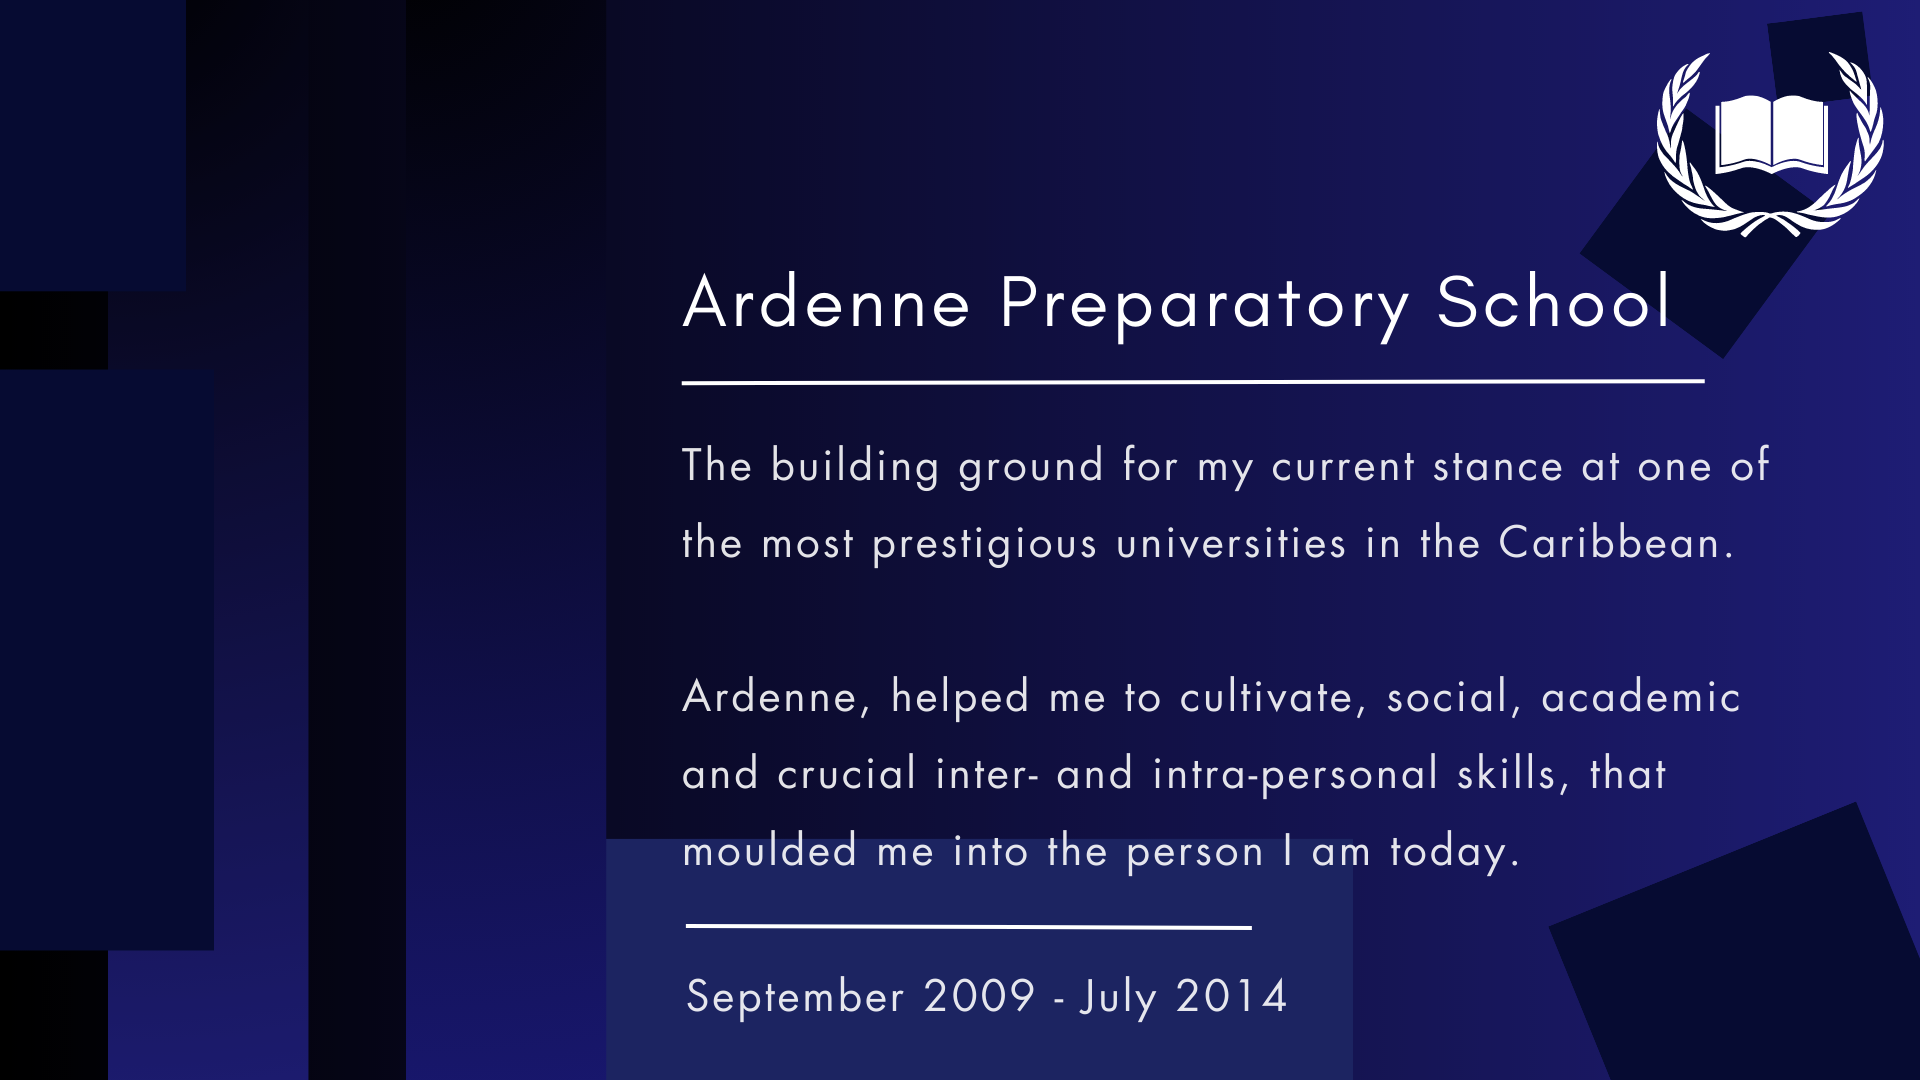 Ardenne Preparatory School
The building ground for my current stance at one of
the most prestigious universities in the Caribbean.
Ardenne, helped me to cultivate, social, academic
and crucial inter- and intra-personal skills, that
moulded me into the person I am today.
September 2009 - July 2014